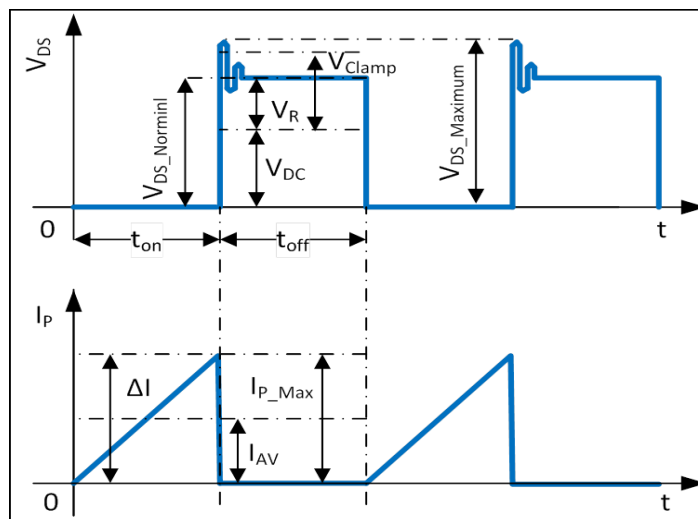 V_DS
V_DS_Norminl
V_Clamp
V_R
V_DC
V_DS_Maximum
0
t_on
t_off
t
I_P
ΔI
I_P_Max
I_AV
0
t